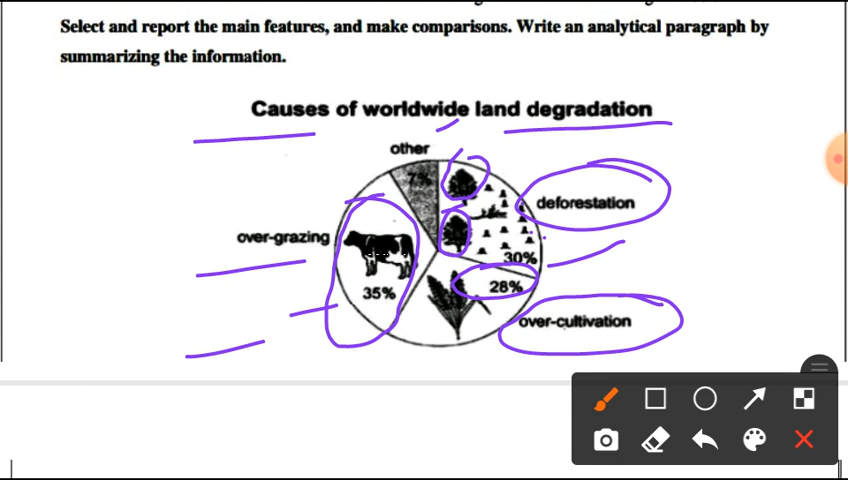 Select and report the main features, and make comparisons. Write an analytical paragraph by
summarizing the information.
Causes of worldwide land degradation
other
7%
deforestation
over-grazing
30%
28%
35%
over-cultivation